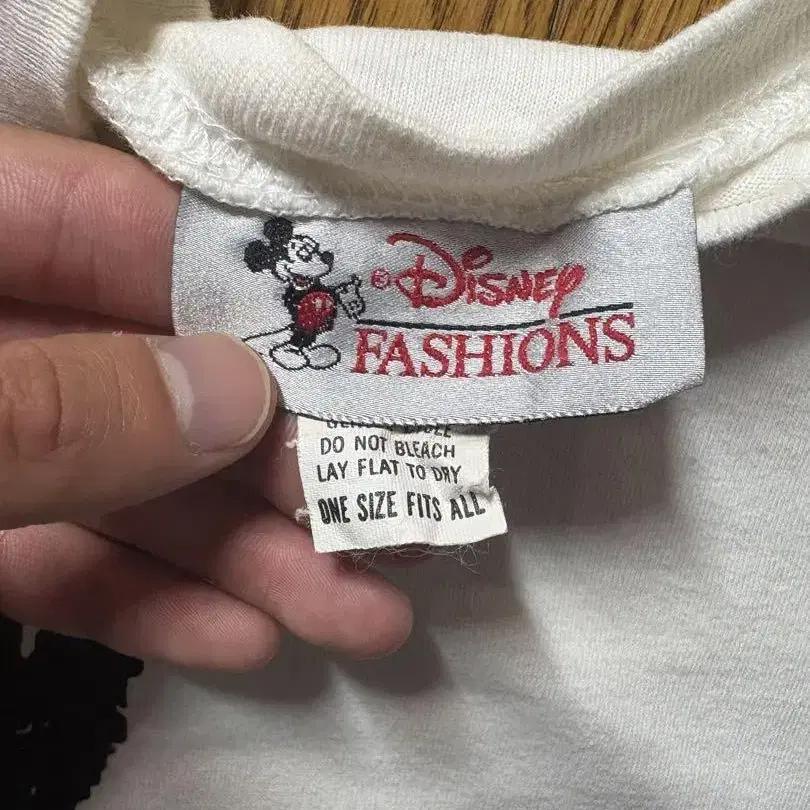 © Disney
FASHIONS
DO NOT BLEACH
LAY FLAT TO DRY
ONE SIZE FITS ALL